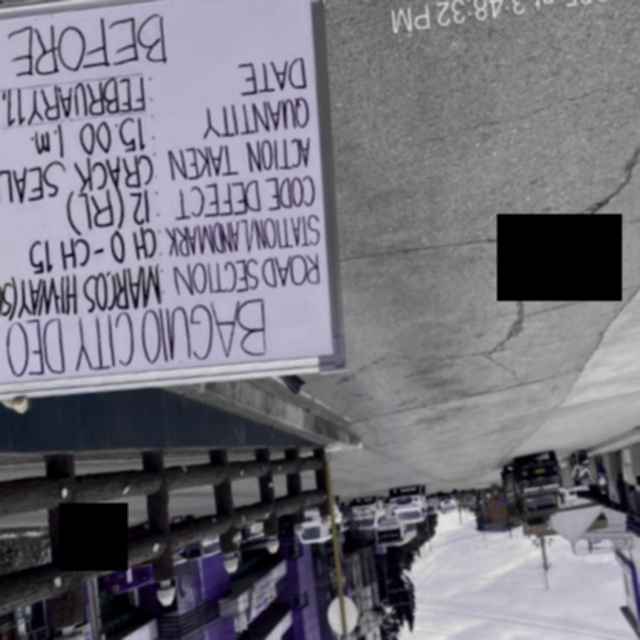 BAGUIO CITY DEO
ROAD SECTION : MARCOS HIWAY(S
STATION/LANDMARK : CH 0 - CH 15
CODE DEFECT : 12 (RL)
ACTION TAKEN : CRACK SEAL
QUANTITY : 15.00 l.m.
DATE : FEBRUARY 11,
BEFORE
3:48:32 PM